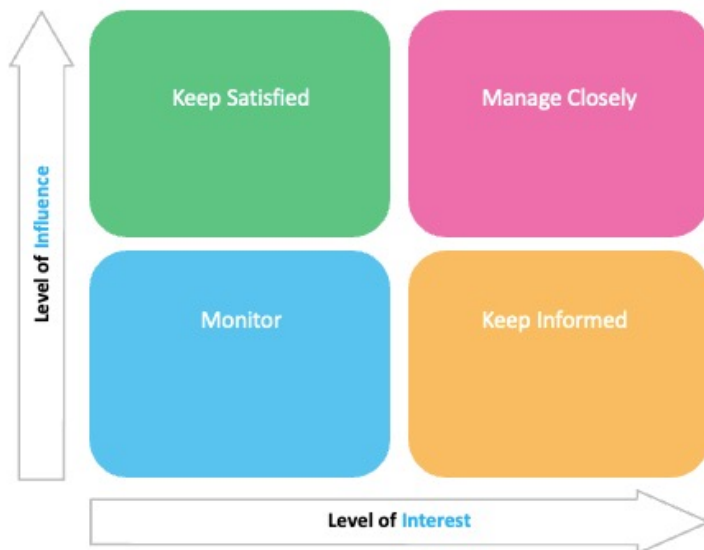 Keep Satisfied
Manage Closely
Level of Influence
Monitor
Keep Informed
Level of Interest